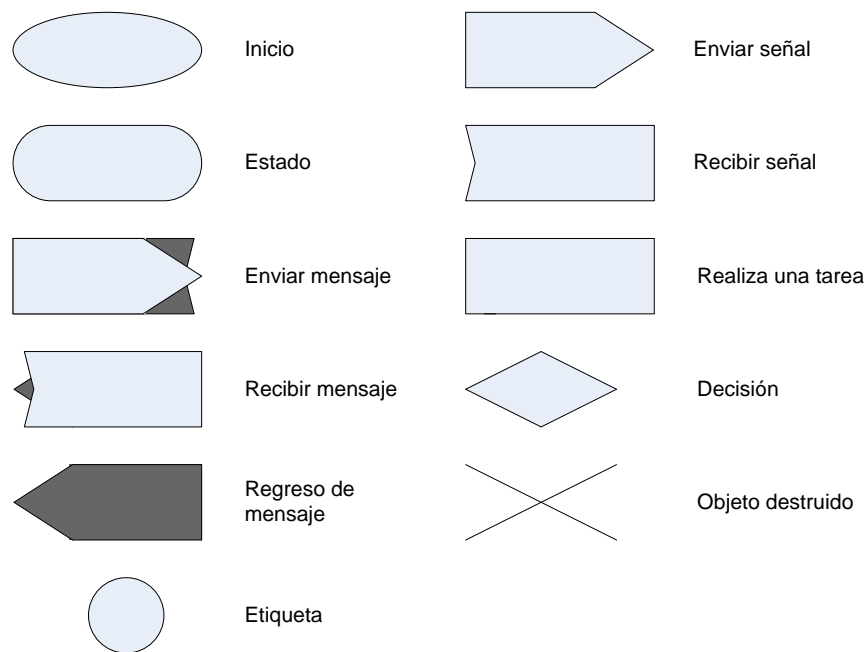 Inicio
Enviar señal
Estado
Recibir señal
Enviar mensaje
Realiza una tarea
Recibir mensaje
Decisión
Regreso de
mensaje
Objeto destruido
Etiqueta